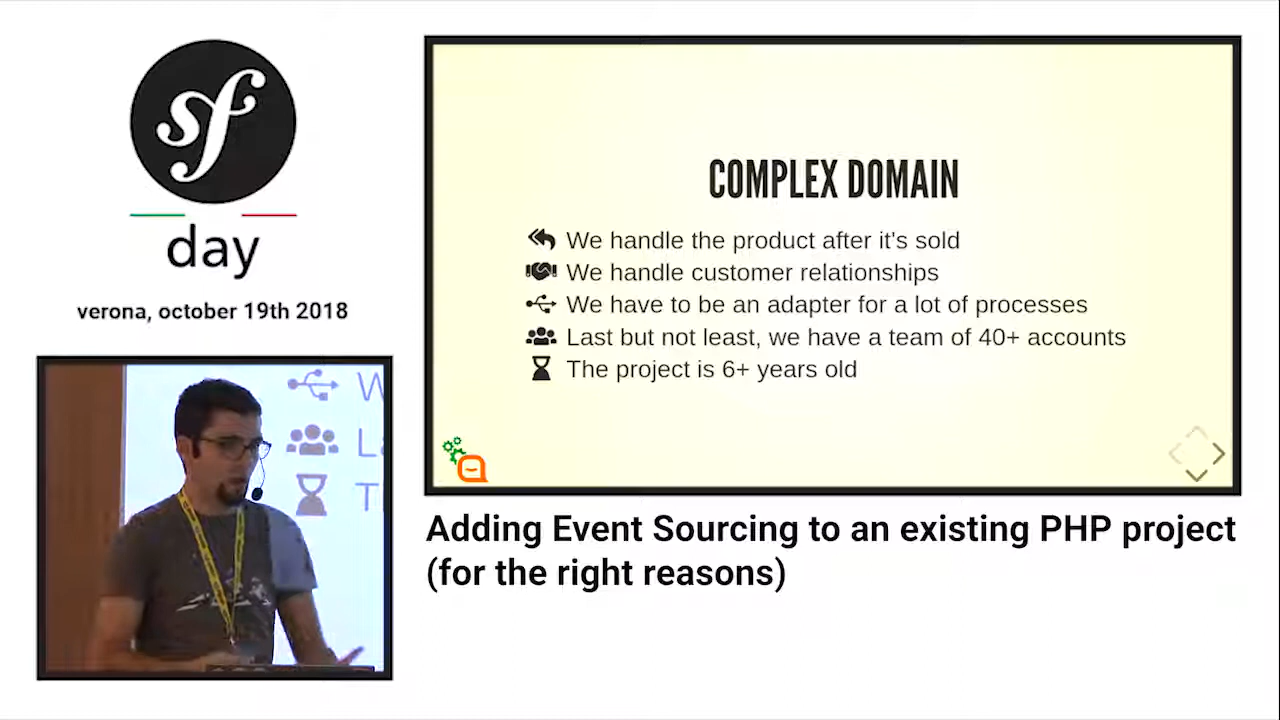 sf
day
verona, october 19th 2018
COMPLEX DOMAIN
We handle the product after it's sold
We handle customer relationships
We have to be an adapter for a lot of processes
Last but not least, we have a team of 40+ accounts
The project is 6+ years old
W
La
T
Adding Event Sourcing to an existing PHP project
(for the right reasons)